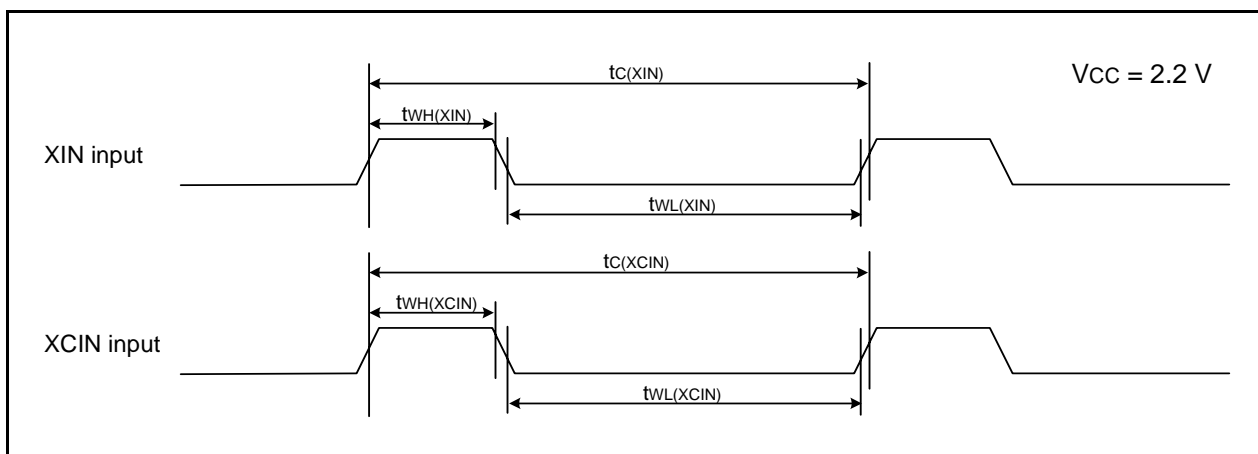 tC(XIN)
VCC = 2.2 V
tWH(XIN)
XIN input
tWL(XIN)
tC(XCIN)
tWH(XCIN)
XCIN input
tWL(XCIN)